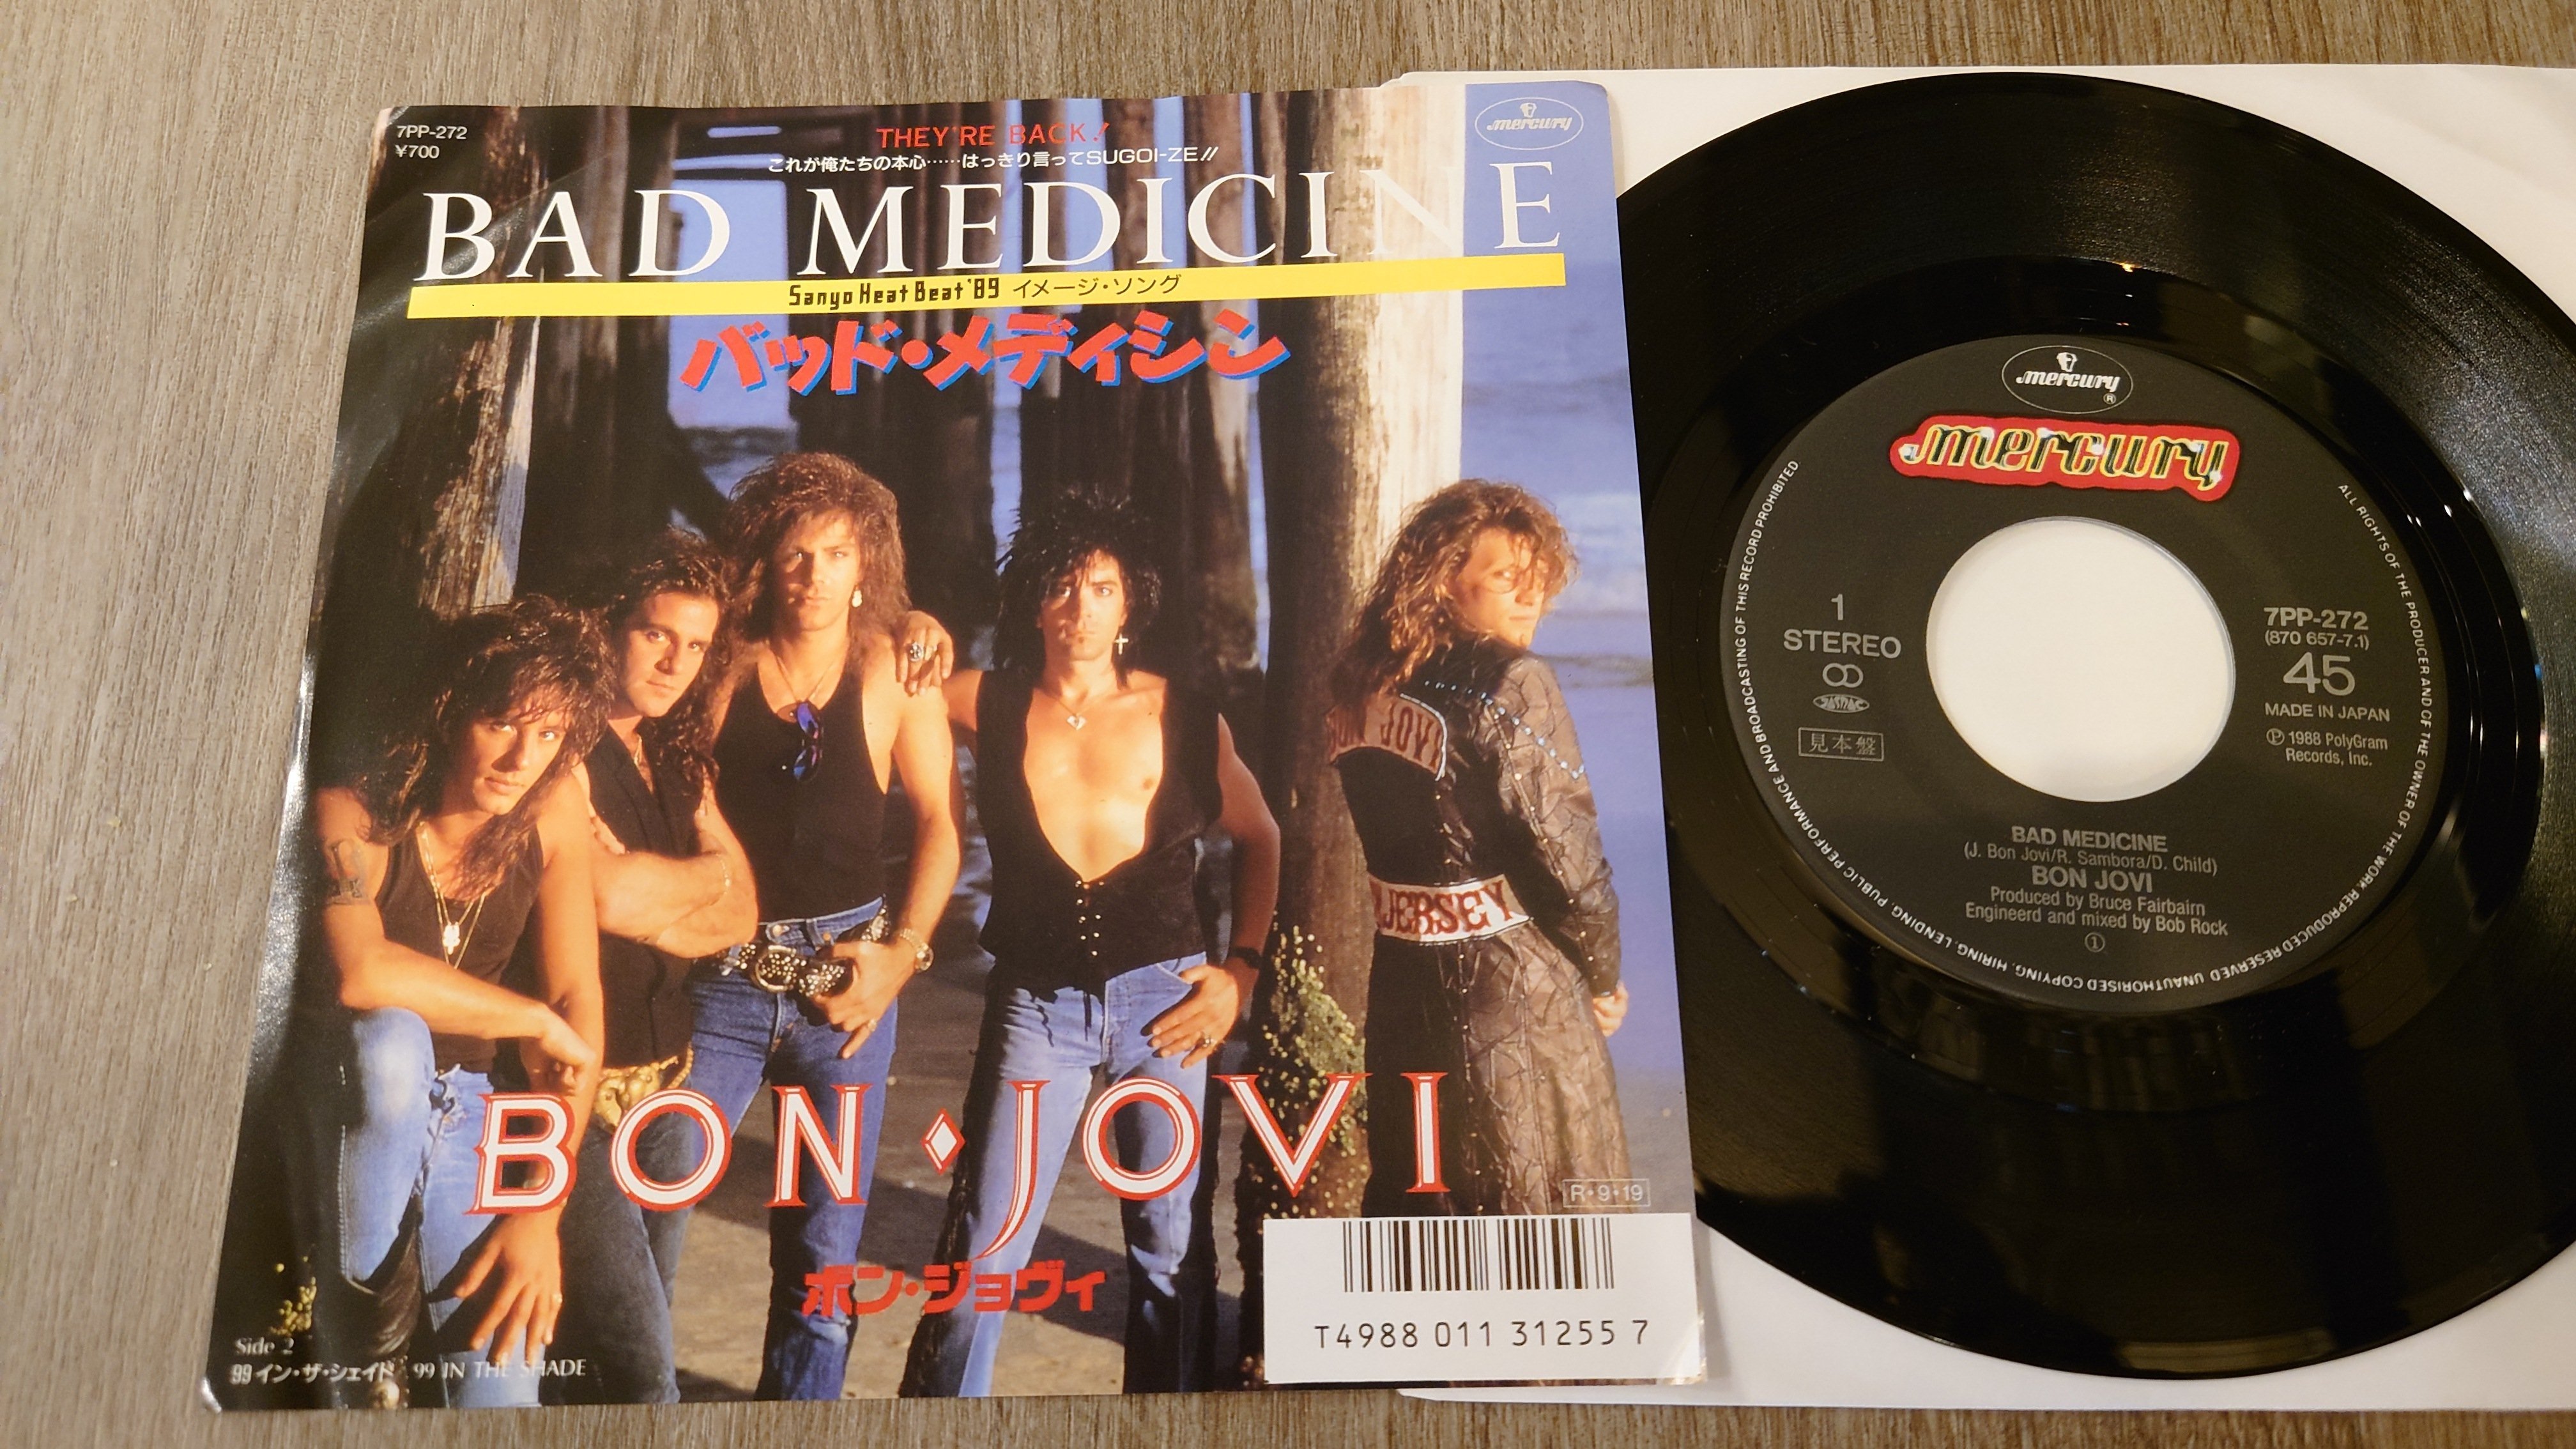 7PP-272
¥700
THEY'RE BACK!
これが俺たちの本心……はっきり言ってSUGOI-ZE!!
mercury
BAD MEDICINE
Sanyo Heat Beat '89 イメージ・ソング
バッド・メディシン
BON JOVI
JERSEY
BON JOVI
ボン・ジョヴィ
R・9・19
T4988 011 31255 7
Side 2
99 イン・ザ・シェイド 99 IN THE SHADE
mercury
®
mercury
1
STEREO
見本盤
7PP-272
(870 657-7.1)
45
MADE IN JAPAN
Ⓟ 1988 PolyGram
Records, Inc.
BAD MEDICINE
(J. Bon Jovi/R. Sambora/D. Child)
BON JOVI
Produced by Bruce Fairbairn
Engineerd and mixed by Bob Rock
①
ALL RIGHTS OF THE PRODUCER AND OF THE OWNER OF THE WORK REPRODUCED RESERVED. UNAUTHORISED COPYING, HIRING, LENDING, PUBLIC PERFORMANCE AND BROADCASTING OF THIS RECORD PROHIBITED